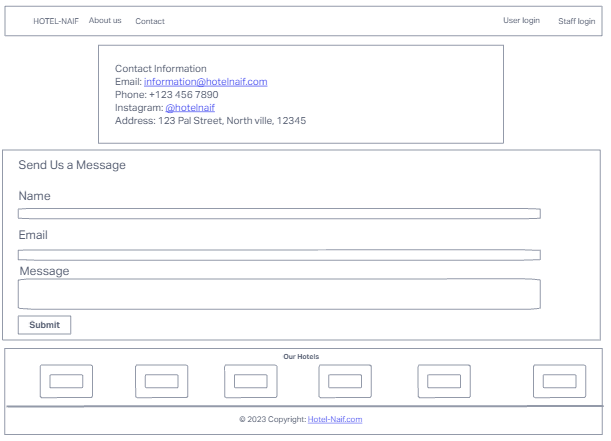 HOTEL-NAIF About us Contact User login Staff login
Contact Information
Email: information@hotelnaif.com
Phone: +123 456 7890
Instagram: @hotelnaif
Address: 123 Pal Street, North ville, 12345
Send Us a Message
Name
Email
Message
Submit
Our Hotels
© 2023 Copyright: Hotel-Naif.com